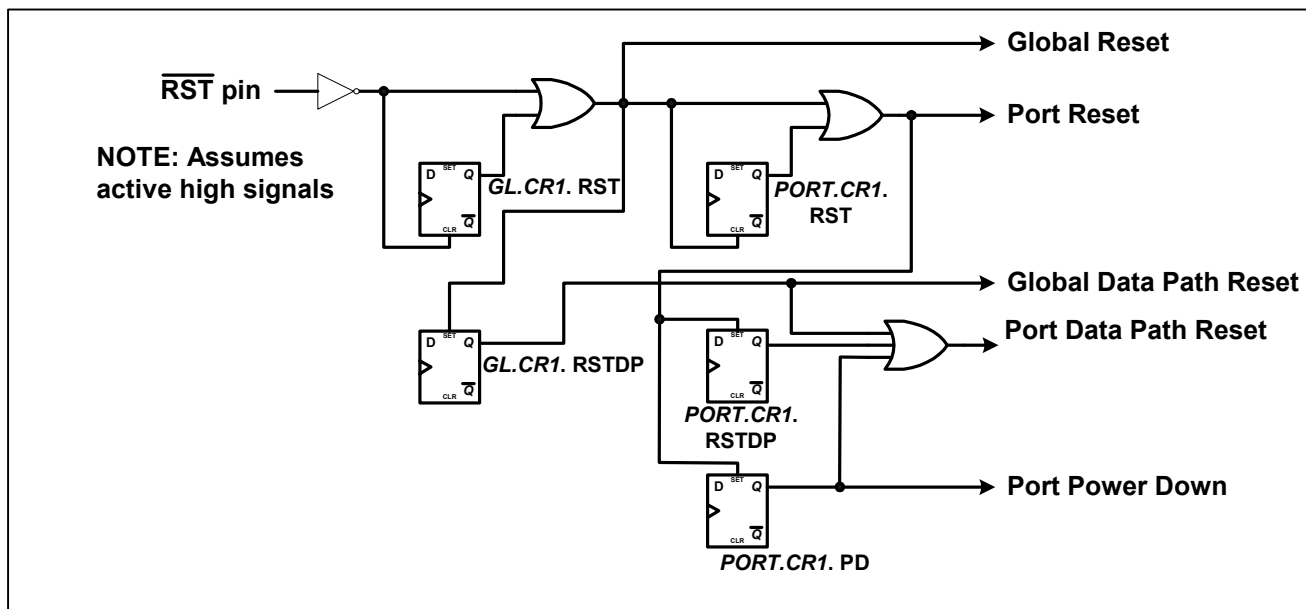 Global Reset
RST pin
Port Reset
NOTE: Assumes
active high signals
D SET Q
Q
CLR
GL.CR1. RST
D SET Q
Q
CLR
PORT.CR1.
RST
Global Data Path Reset
Port Data Path Reset
D SET Q
Q
CLR
GL.CR1. RSTDP
D SET Q
Q
CLR
PORT.CR1.
RSTDP
D SET Q
Q
CLR
Port Power Down
PORT.CR1. PD